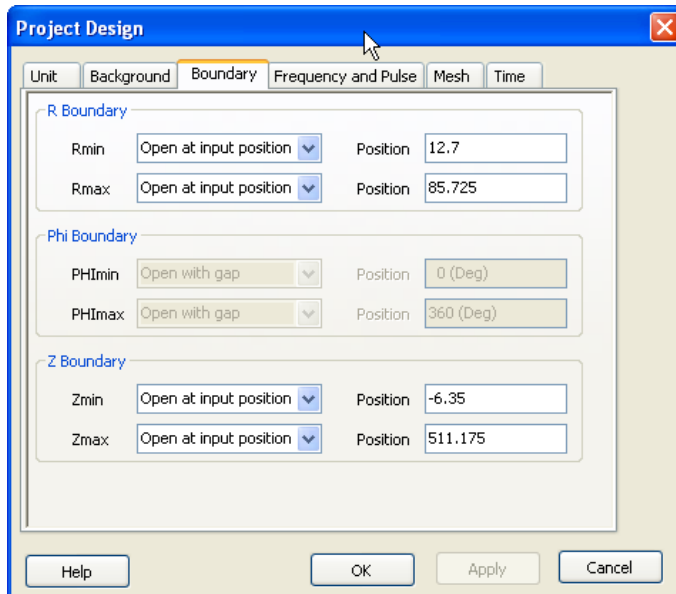 Project Design
Unit Background Boundary Frequency and Pulse Mesh Time
R Boundary
Rmin Open at input position Position 12.7
Rmax Open at input position Position 85.725
Phi Boundary
PHImin Open with gap Position 0 (Deg)
PHImax Open with gap Position 360 (Deg)
Z Boundary
Zmin Open at input position Position -6.35
Zmax Open at input position Position 511.175
Help OK Apply Cancel